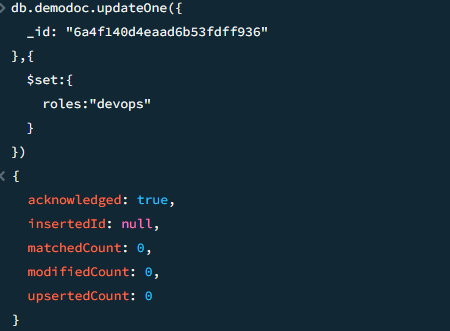 > db.demodoc.updateOne({
_id: "6a4f140d4eaad6b53fdff936"
},{
$set:{
roles:"devops"
}
})
< {
acknowledged: true,
insertedId: null,
matchedCount: 0,
modifiedCount: 0,
upsertedCount: 0
}